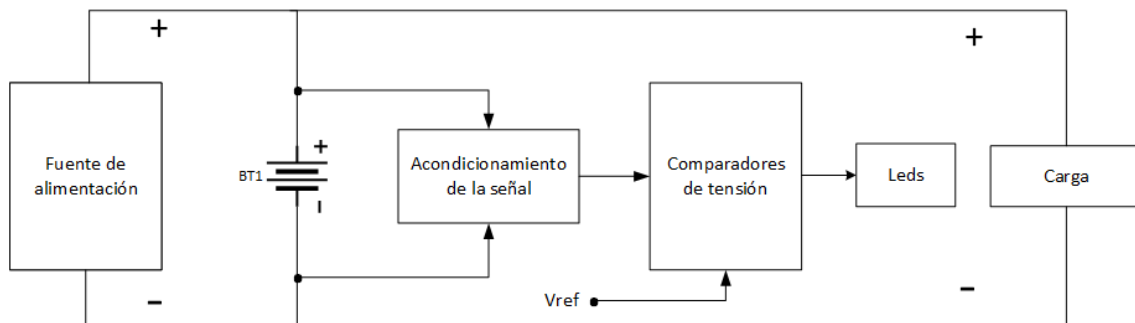 +
+
Fuente de
alimentación
BT1
+
Acondicionamiento
de la señal
Comparadores
de tensión
Leds
Carga
−
−
−
Vref